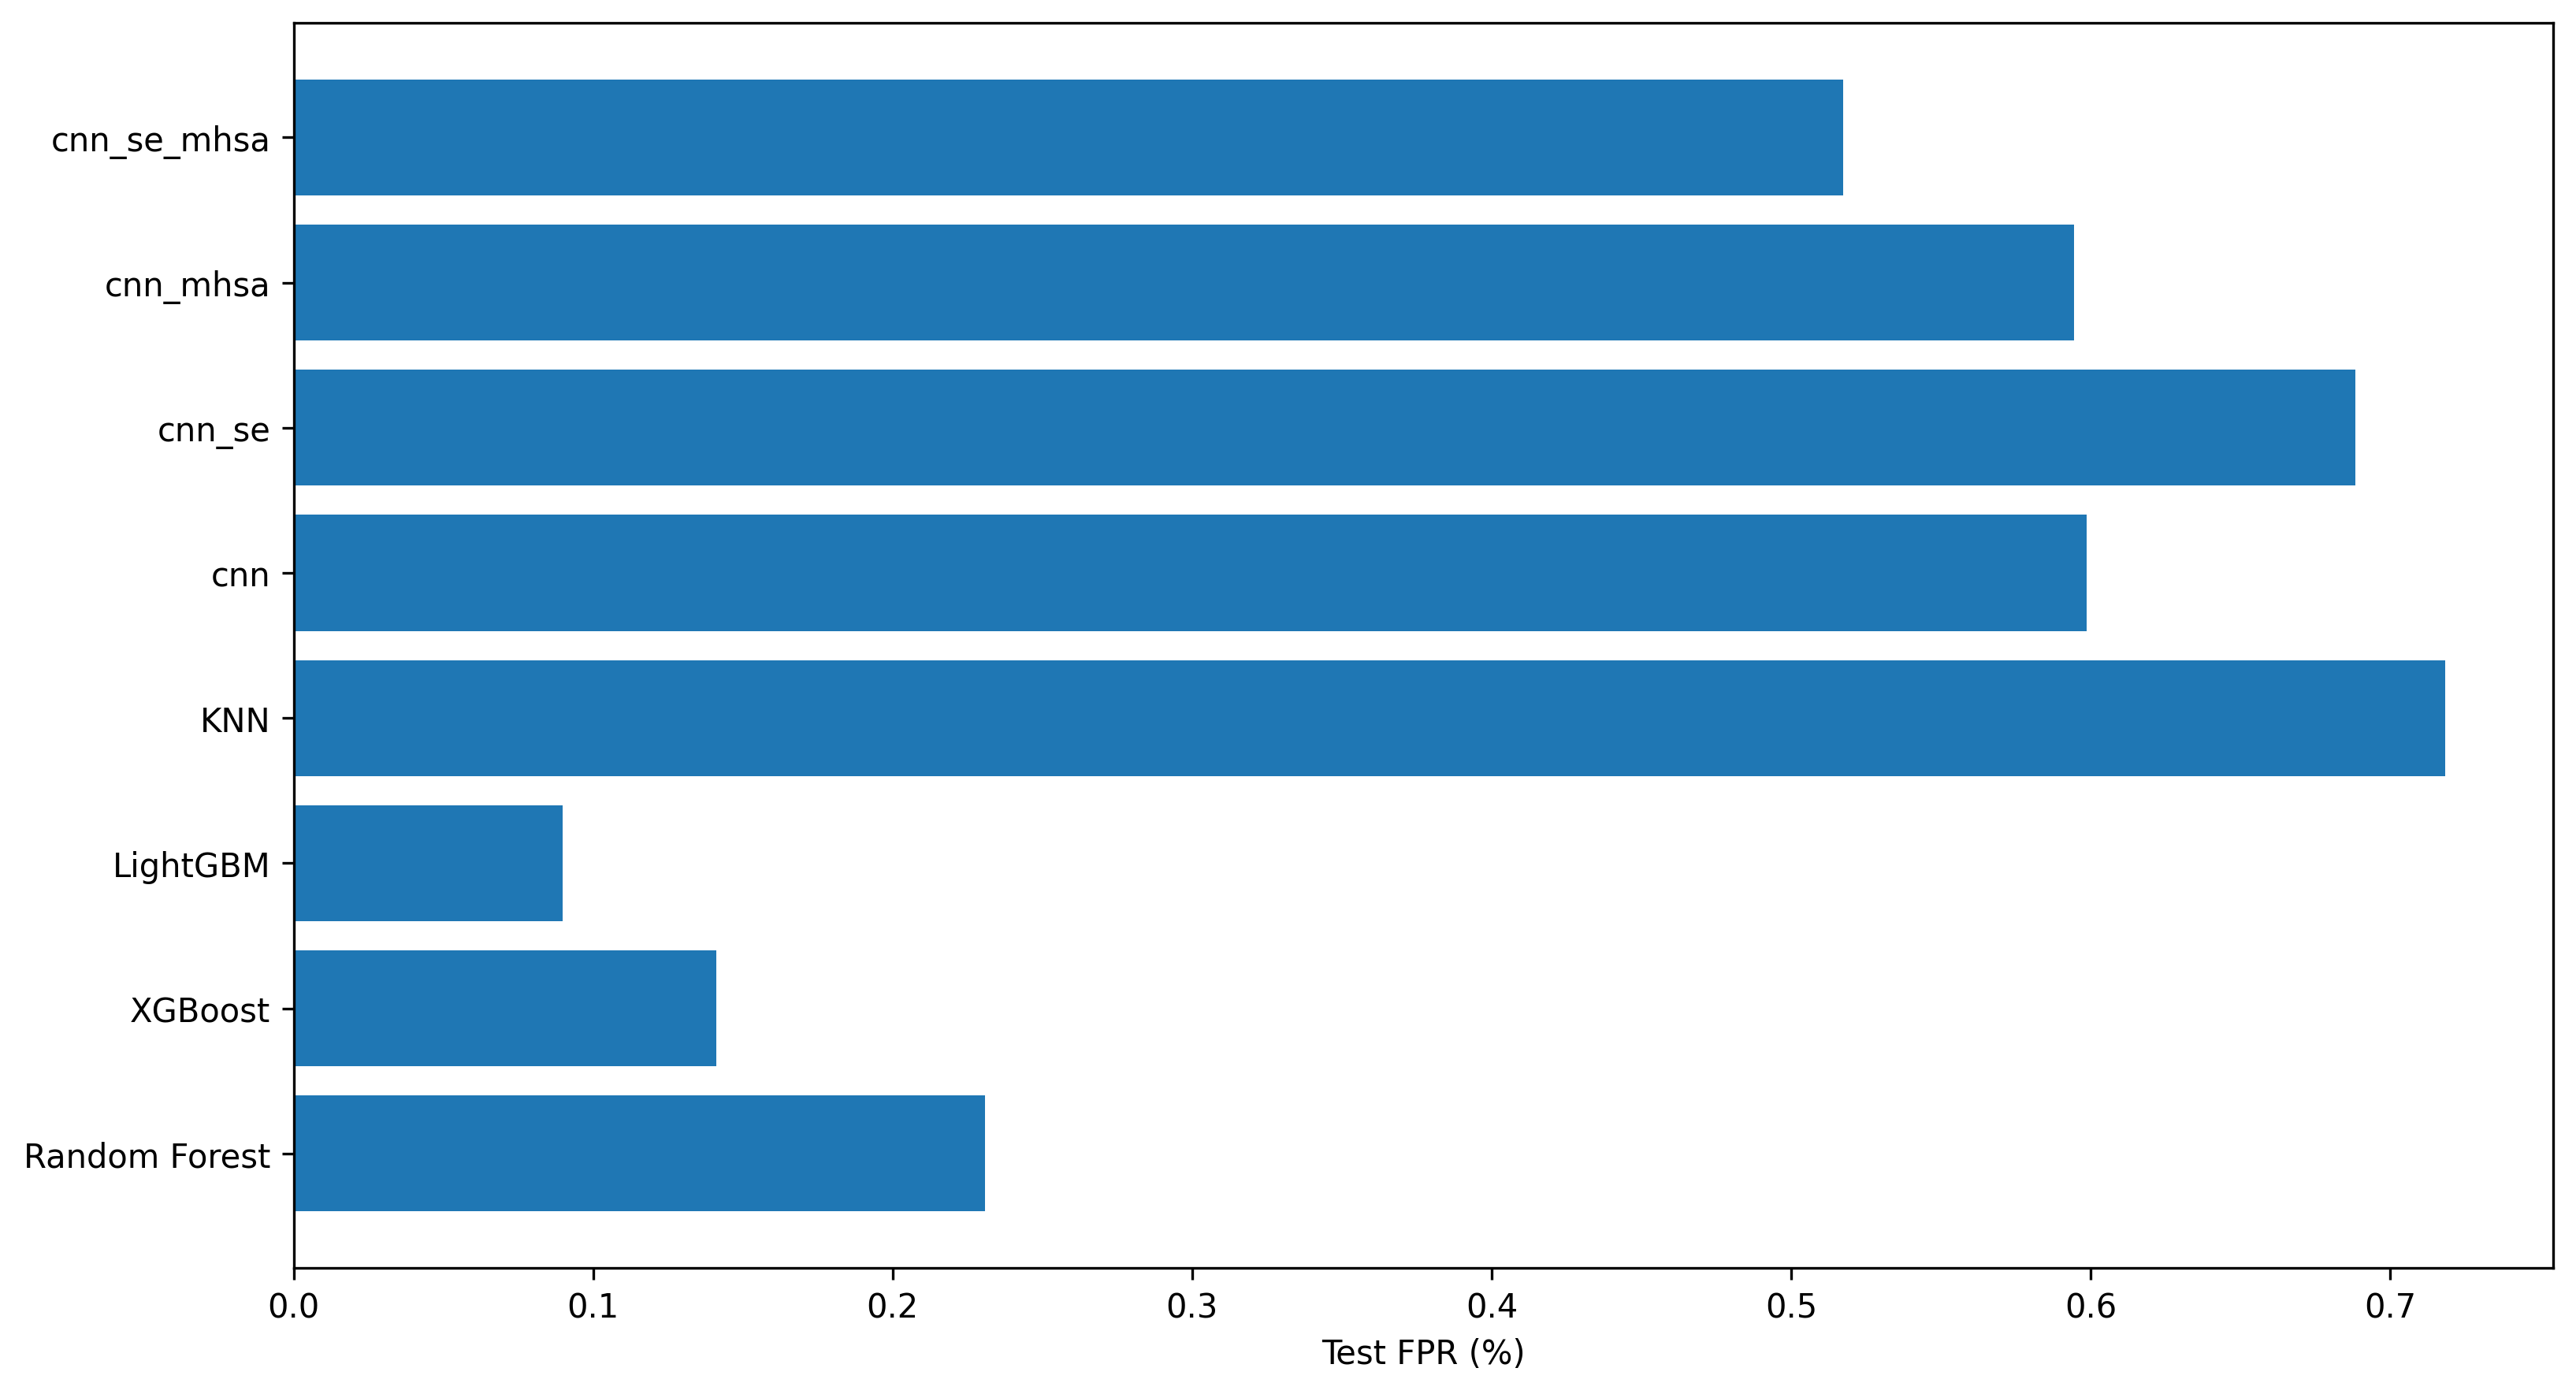 cnn_se_mhsa
cnn_mhsa
cnn_se
cnn
KNN
LightGBM
XGBoost
Random Forest
0.0 0.1 0.2 0.3 0.4 0.5 0.6 0.7
Test FPR (%)